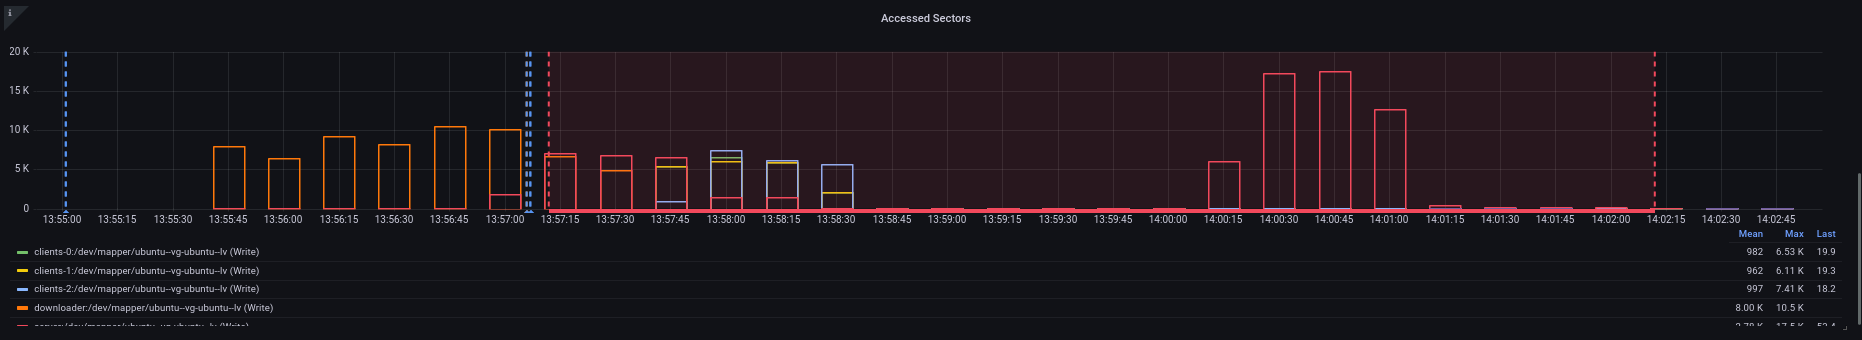 i
Accessed Sectors
20 K
15 K
10 K
5 K
0
13:55:00 13:55:15 13:55:30 13:55:45 13:56:00 13:56:15 13:56:30 13:56:45 13:57:00 13:57:15 13:57:30 13:57:45 13:58:00 13:58:15 13:58:30 13:58:45 13:59:00 13:59:15 13:59:30 13:59:45 14:00:00 14:00:15 14:00:30 14:00:45 14:01:00 14:01:15 14:01:30 14:01:45 14:02:00 14:02:15 14:02:30 14:02:45
Mean Max Last
clients-0:/dev/mapper/ubuntu--vg-ubuntu--lv (Write) 982 6.53 K 19.9
clients-1:/dev/mapper/ubuntu--vg-ubuntu--lv (Write) 962 6.11 K 19.3
clients-2:/dev/mapper/ubuntu--vg-ubuntu--lv (Write) 997 7.41 K 18.2
downloader:/dev/mapper/ubuntu--vg-ubuntu--lv (Write) 8.00 K 10.5 K